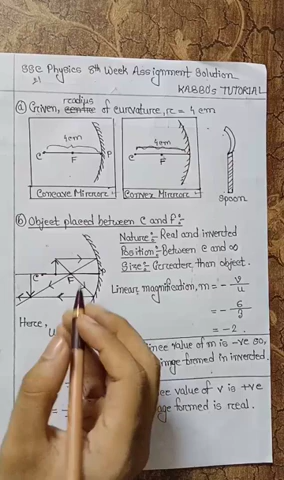 SSC Physics 8th Week Assignment Solution
KABBO'S TUTORIAL
radius
ⓐ Given, centre of curvature, rc = 4 cm
4cm
C F P
4cm
C F
Concave Mirror
Convex Mirror
Spoon
ⓑ Object placed between C and P:
Nature:- Real and inverted
Position:- Between C and ∞
Size:- Greater than object.
C F
Linear magnification, m = - v/u
= - 6/3
= -2.
Here,
value of m is -ve so,
image formed in inverted.
value of v is +ve
image formed is real.